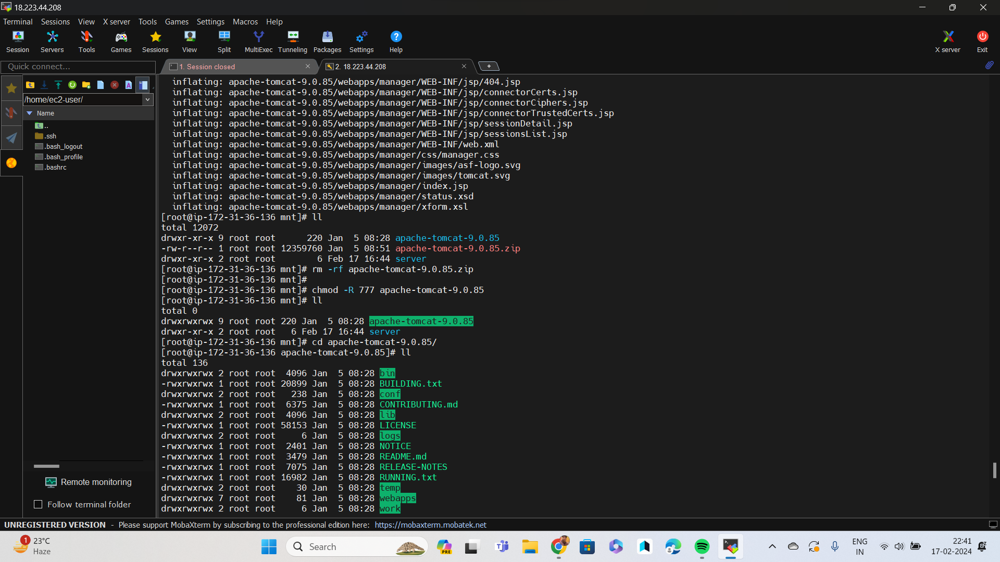 18.223.44.208
Terminal Sessions View X server Tools Games Settings Macros Help
Session Servers Tools Games Sessions View Split MultiExec Tunneling Packages Settings Help X server Exit
Quick connect...
1. Session closed
2. 18.223.44.208
/home/ec2-user/
Name
..
.ssh
.bash_logout
.bash_profile
.bashrc
inflating: apache-tomcat-9.0.85/webapps/manager/WEB-INF/jsp/404.jsp
inflating: apache-tomcat-9.0.85/webapps/manager/WEB-INF/jsp/connectorCerts.jsp
inflating: apache-tomcat-9.0.85/webapps/manager/WEB-INF/jsp/connectorCiphers.jsp
inflating: apache-tomcat-9.0.85/webapps/manager/WEB-INF/jsp/connectorTrustedCerts.jsp
inflating: apache-tomcat-9.0.85/webapps/manager/WEB-INF/jsp/sessionDetail.jsp
inflating: apache-tomcat-9.0.85/webapps/manager/WEB-INF/jsp/sessionsList.jsp
inflating: apache-tomcat-9.0.85/webapps/manager/WEB-INF/web.xml
inflating: apache-tomcat-9.0.85/webapps/manager/css/manager.css
inflating: apache-tomcat-9.0.85/webapps/manager/images/asf-logo.svg
inflating: apache-tomcat-9.0.85/webapps/manager/images/tomcat.svg
inflating: apache-tomcat-9.0.85/webapps/manager/index.jsp
inflating: apache-tomcat-9.0.85/webapps/manager/status.xsd
inflating: apache-tomcat-9.0.85/webapps/manager/xform.xsl
[root@ip-172-31-36-136 mnt]# ll
total 12072
drwxr-xr-x 9 root root      220 Jan  5 08:28 apache-tomcat-9.0.85
-rw-r--r-- 1 root root 12359760 Jan  5 08:51 apache-tomcat-9.0.85.zip
drwxr-xr-x 2 root root        6 Feb 17 16:44 server
[root@ip-172-31-36-136 mnt]# rm -rf apache-tomcat-9.0.85.zip
[root@ip-172-31-36-136 mnt]#
[root@ip-172-31-36-136 mnt]# chmod -R 777 apache-tomcat-9.0.85
[root@ip-172-31-36-136 mnt]# ll
total 0
drwxrwxrwx 9 root root 220 Jan  5 08:28 apache-tomcat-9.0.85
drwxr-xr-x 2 root root   6 Feb 17 16:44 server
[root@ip-172-31-36-136 mnt]# cd apache-tomcat-9.0.85/
[root@ip-172-31-36-136 apache-tomcat-9.0.85]# ll
total 136
drwxrwxrwx 2 root root  4096 Jan  5 08:28 bin
-rwxrwxrwx 1 root root 20899 Jan  5 08:28 BUILDING.txt
drwxrwxrwx 2 root root   238 Jan  5 08:28 conf
-rwxrwxrwx 1 root root  6375 Jan  5 08:28 CONTRIBUTING.md
drwxrwxrwx 2 root root  4096 Jan  5 08:28 lib
-rwxrwxrwx 1 root root 58153 Jan  5 08:28 LICENSE
drwxrwxrwx 2 root root     6 Jan  5 08:28 logs
-rwxrwxrwx 1 root root  2401 Jan  5 08:28 NOTICE
-rwxrwxrwx 1 root root  3479 Jan  5 08:28 README.md
-rwxrwxrwx 1 root root  7075 Jan  5 08:28 RELEASE-NOTES
-rwxrwxrwx 1 root root 16982 Jan  5 08:28 RUNNING.txt
drwxrwxrwx 2 root root    30 Jan  5 08:28 temp
drwxrwxrwx 7 root root    81 Jan  5 08:28 webapps
drwxrwxrwx 2 root root     6 Jan  5 08:28 work
Remote monitoring
Follow terminal folder
UNREGISTERED VERSION - Please support MobaXterm by subscribing to the professional edition here: https://mobaxterm.mobatek.net
1
23°C
Haze
Search
PRE
ENG
IN
22:41
17-02-2024